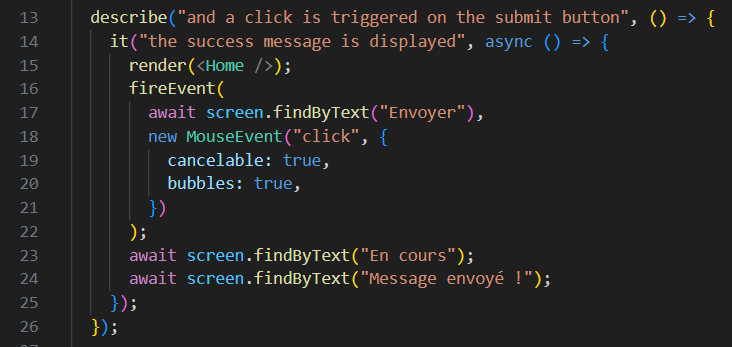 13 describe("and a click is triggered on the submit button", () => {
14 it("the success message is displayed", async () => {
15 render(<Home />);
16 fireEvent(
17 await screen.findByText("Envoyer"),
18 new MouseEvent("click", {
19 cancelable: true,
20 bubbles: true,
21 })
22 );
23 await screen.findByText("En cours");
24 await screen.findByText("Message envoyé !");
25 });
26 });